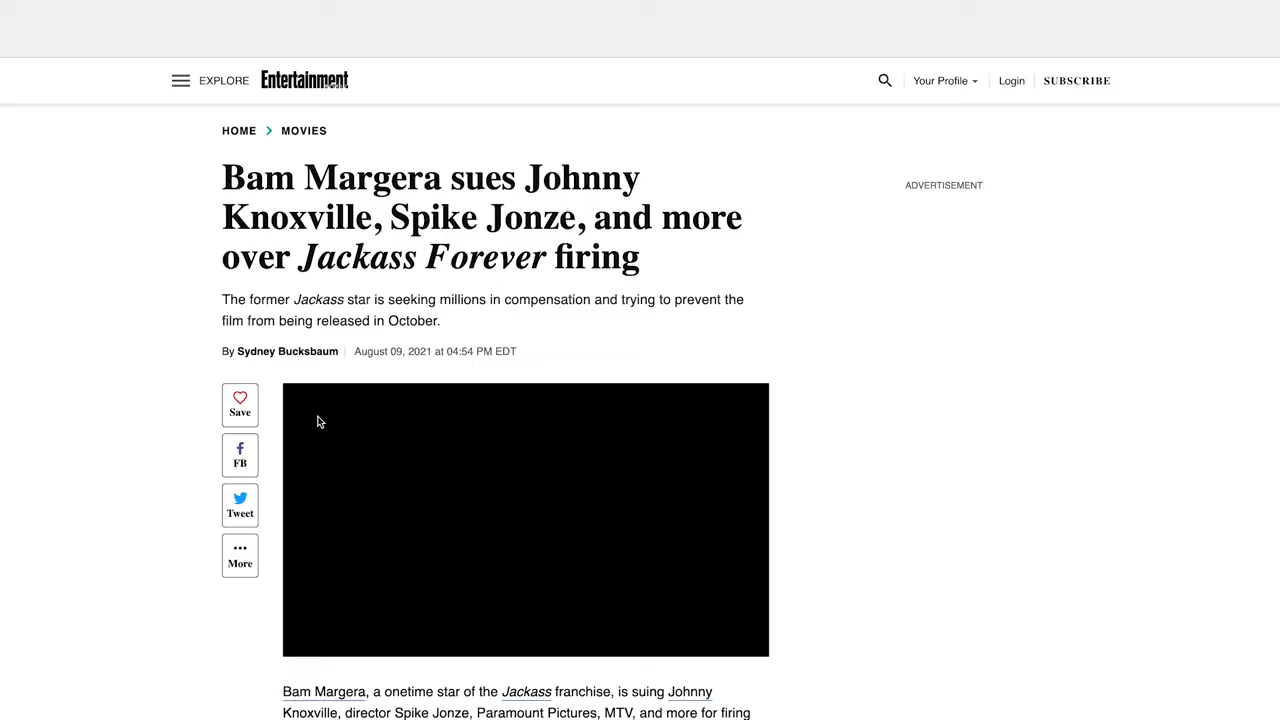 EXPLORE Entertainment Your Profile Login SUBSCRIBE
HOME > MOVIES
Bam Margera sues Johnny
Knoxville, Spike Jonze, and more
over Jackass Forever firing
ADVERTISEMENT
The former Jackass star is seeking millions in compensation and trying to prevent the
film from being released in October.
By Sydney Bucksbaum August 09, 2021 at 04:54 PM EDT
Save
FB
Tweet
More
Bam Margera, a onetime star of the Jackass franchise, is suing Johnny
Knoxville, director Spike Jonze, Paramount Pictures, MTV, and more for firing